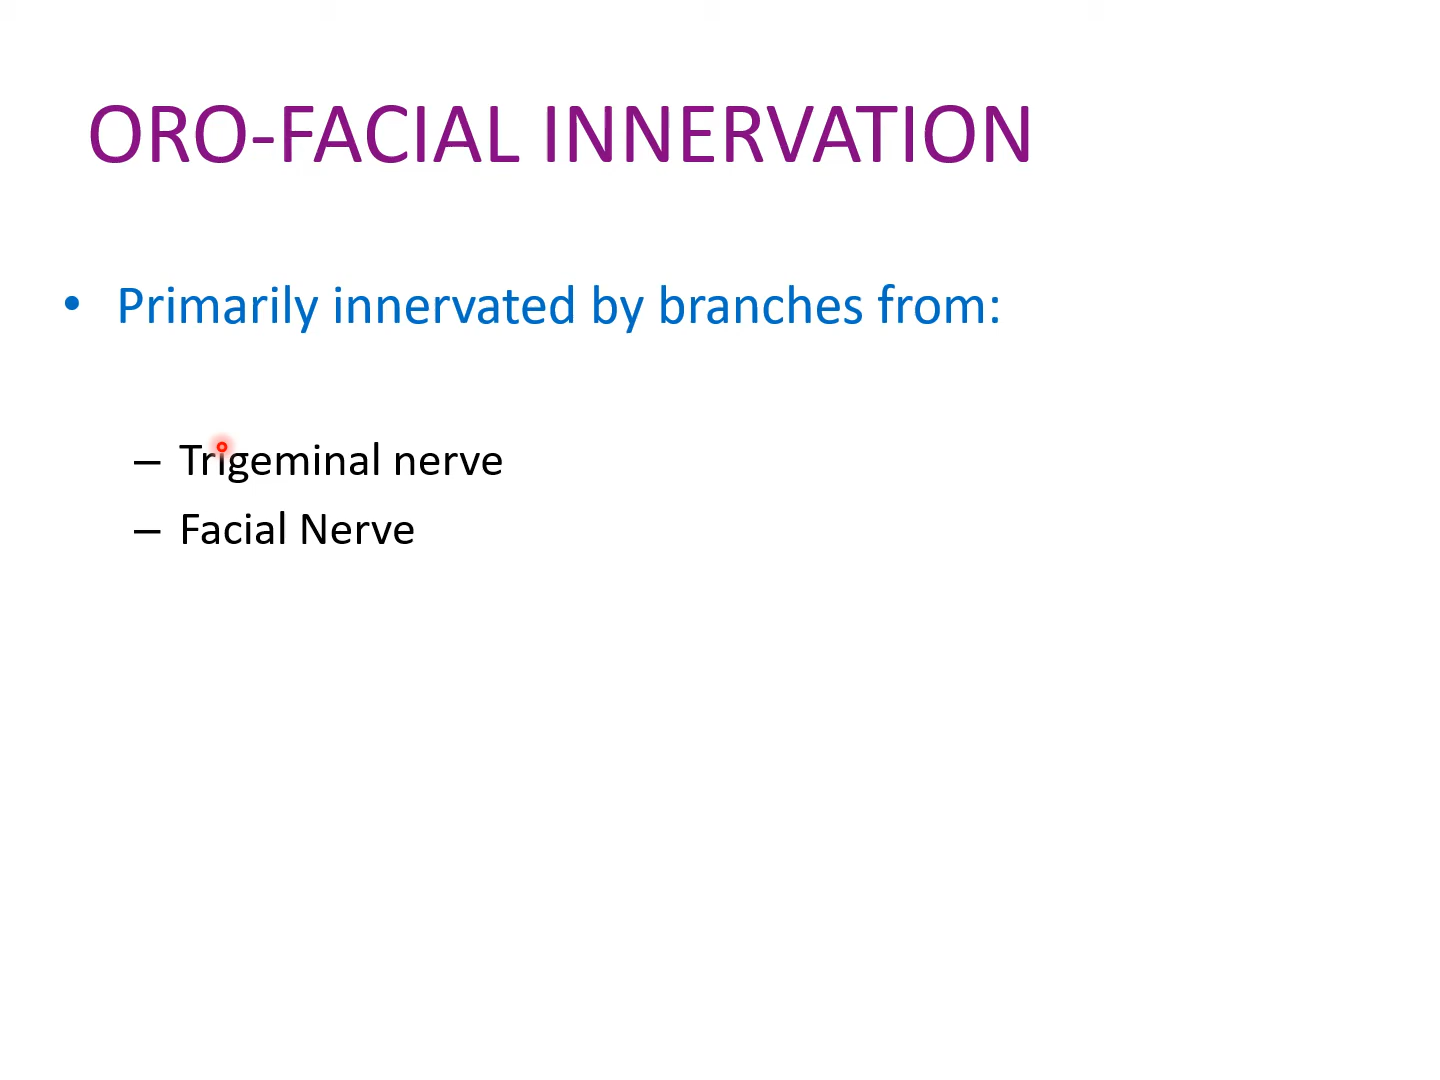 ORO-FACIAL INNERVATION
• Primarily innervated by branches from:
– Trigeminal nerve
– Facial Nerve